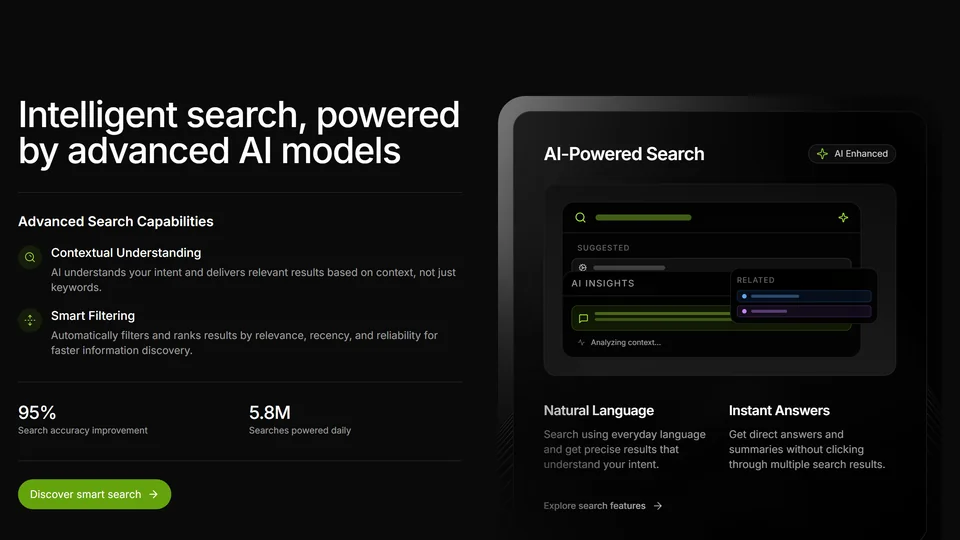 Intelligent search, powered
by advanced AI models
Advanced Search Capabilities
Contextual Understanding
AI understands your intent and delivers relevant results based on context, not just
keywords.
Smart Filtering
Automatically filters and ranks results by relevance, recency, and reliability for
faster information discovery.
95%
Search accuracy improvement
5.8M
Searches powered daily
Discover smart search
AI-Powered Search
AI Enhanced
SUGGESTED
AI INSIGHTS
RELATED
Analyzing context...
Natural Language
Search using everyday language
and get precise results that
understand your intent.
Instant Answers
Get direct answers and
summaries without clicking
through multiple search results.
Explore search features